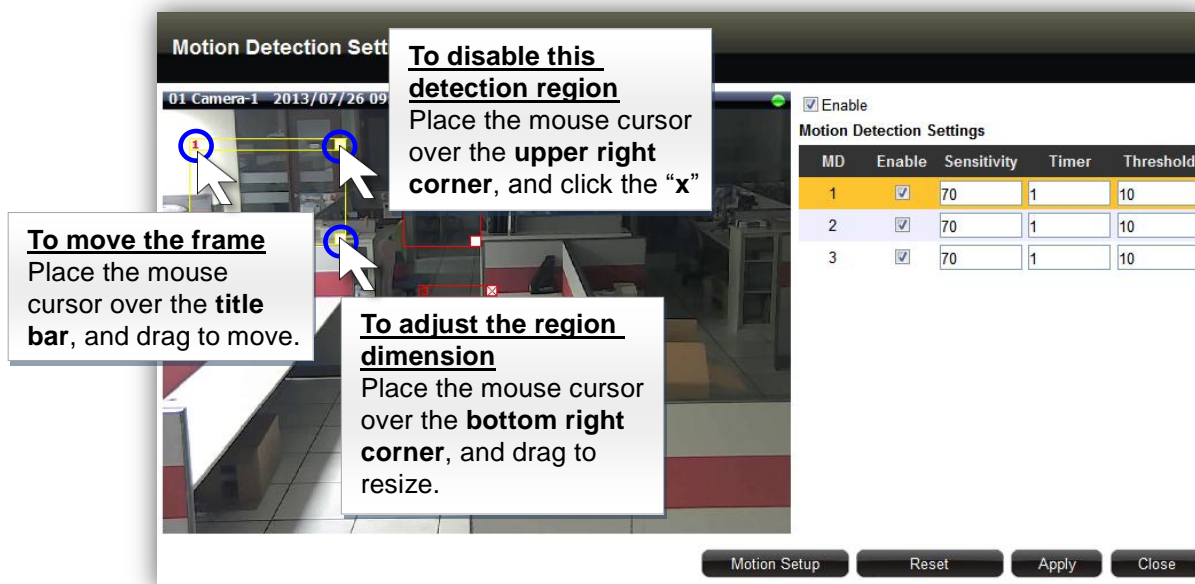 Motion Detection Sett
To disable this
detection region
Place the mouse cursor
over the upper right
corner, and click the “x”
01 Camera-1 2013/07/26 09
1
To move the frame
Place the mouse
cursor over the title
bar, and drag to move.
To adjust the region
dimension
Place the mouse cursor
over the bottom right
corner, and drag to
resize.
Enable
Motion Detection Settings
MD Enable Sensitivity Timer Threshold
1 70 1 10
2 70 1 10
3 70 1 10
Motion Setup Reset Apply Close